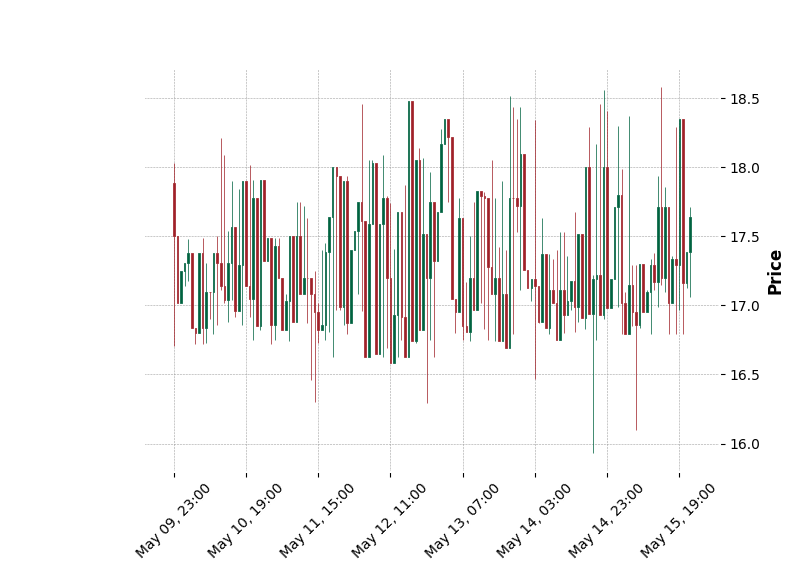 18.5
18.0
17.5
17.0
16.5
16.0
Price
May 09, 23:00
May 10, 19:00
May 11, 15:00
May 12, 11:00
May 13, 07:00
May 14, 03:00
May 14, 23:00
May 15, 19:00